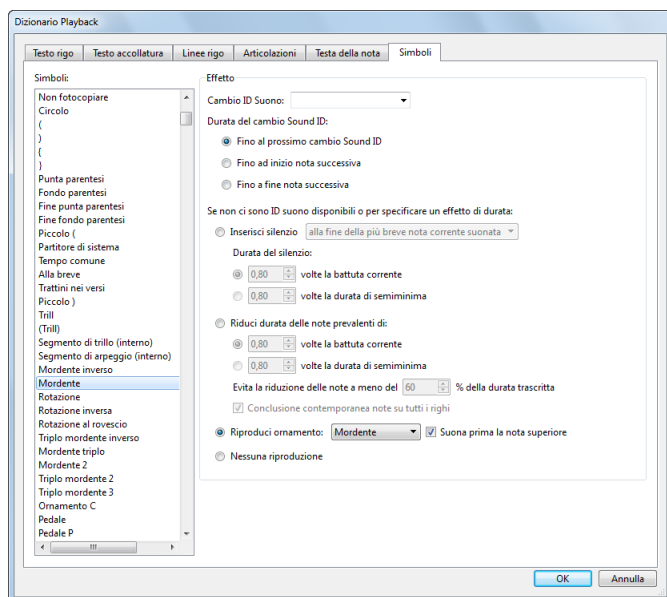 Dizionario Playback
Testo rigo
Testo accollatura
Linee rigo
Articolazioni
Testa della nota
Simboli
Simboli:
Non fotocopiare
Circolo
(
)
{
}
Punta parentesi
Fondo parentesi
Fine punta parentesi
Fine fondo parentesi
Piccolo (
Partitore di sistema
Tempo comune
Alla breve
Trattini nei versi
Piccolo )
Trill
(Trill)
Segmento di trillo (interno)
Segmento di arpeggio (interno)
Mordente inverso
Mordente
Rotazione
Rotazione inversa
Rotazione al rovescio
Triplo mordente inverso
Mordente triplo
Mordente 2
Triplo mordente 2
Triplo mordente 3
Ornamento C
Pedale
Pedale P
Effetto
Cambio ID Suono:
Durata del cambio Sound ID:
Fino al prossimo cambio Sound ID
Fino ad inizio nota successiva
Fino a fine nota successiva
Se non ci sono ID suono disponibili o per specificare un effetto di durata:
Inserisci silenzio alla fine della più breve nota corrente suonata
Durata del silenzio:
0,80 volte la battuta corrente
0,80 volte la durata di semiminima
Riduci durata delle note prevalenti di:
0,80 volte la battuta corrente
0,80 volte la durata di semiminima
Evita la riduzione delle note a meno del 60 % della durata trascritta
Conclusione contemporanea note su tutti i righi
Riproduci ornamento: Mordente Suona prima la nota superiore
Nessuna riproduzione
OK
Annulla